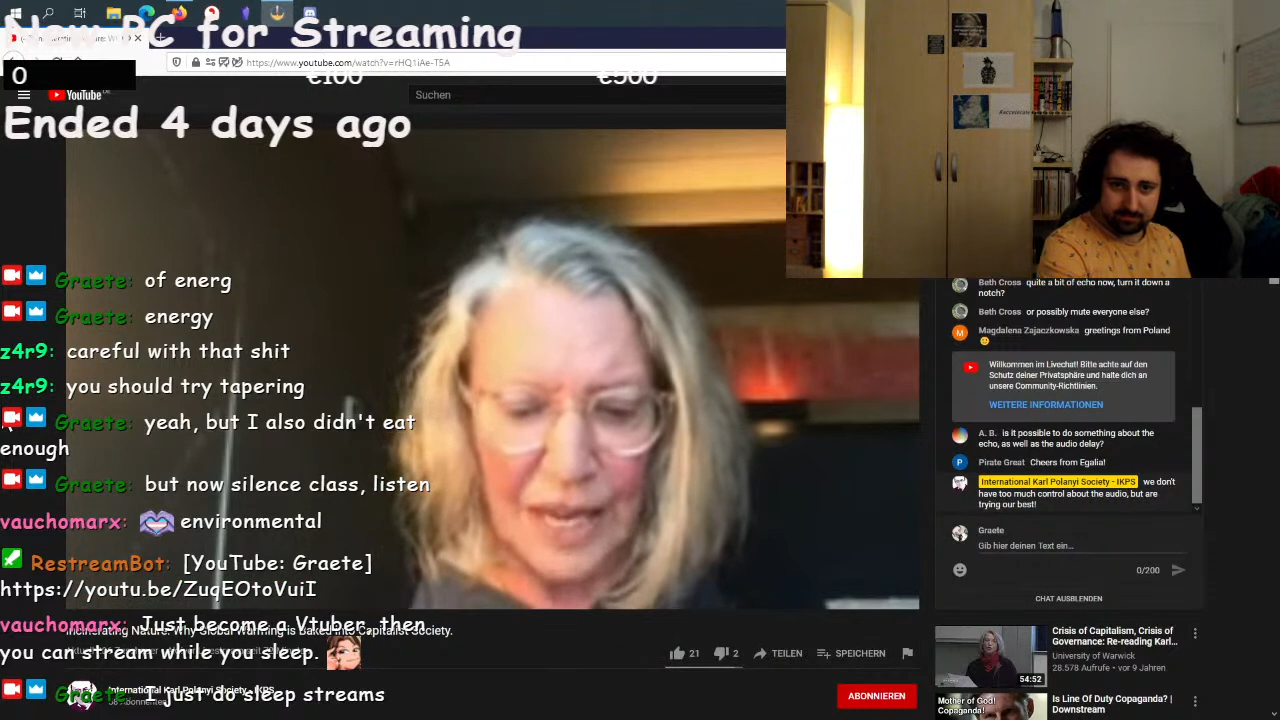 New PC for Streaming
https://www.youtube.com/watch?v=rHQ1iAe-T5A
0
€100
€500
YouTube
Suchen
Ended 4 days ago
#accelerate
Graete: of energ
Graete: energy
z4r9: careful with that shit
z4r9: you should try tapering
Graete: yeah, but I also didn't eat
enough
Graete: but now silence class, listen
vauchomarx: environmental
RestreamBot: [YouTube: Graete]
https://youtu.be/ZuqEOtoVuiI
vauchomarx: Just become a Vtuber, then
you can stream while you sleep.
Graete: I just do sleep streams
Incinerating Nature: Why Global Warming is Baked into Capitalist Society.
21
2
TEILEN
SPEICHERN
International Karl Polanyi Society - IKPS
ABONNIEREN
Beth Cross quite a bit of echo now, turn it down a
notch?
Beth Cross or possibly mute everyone else?
Magdalena Zajaczkowska greetings from Poland
Willkommen im Livechat! Bitte achte auf den
Schutz deiner Privatsphäre und halte dich an
unsere Community-Richtlinien.
WEITERE INFORMATIONEN
A. B. is it possible to do something about the
echo, as well as the audio delay?
Pirate Great Cheers from Egalia!
International Karl Polanyi Society - IKPS we don't
have too much control about the audio, but are
trying our best!
Graete
Gib hier deinen Text ein...
0/200
CHAT AUSBLENDEN
Crisis of Capitalism, Crisis of
Governance: Re-reading Karl...
University of Warwick
28.578 Aufrufe • vor 9 Jahren
54:52
Mother of God!
Copaganda!
Is Line Of Duty Copaganda? |
Downstream